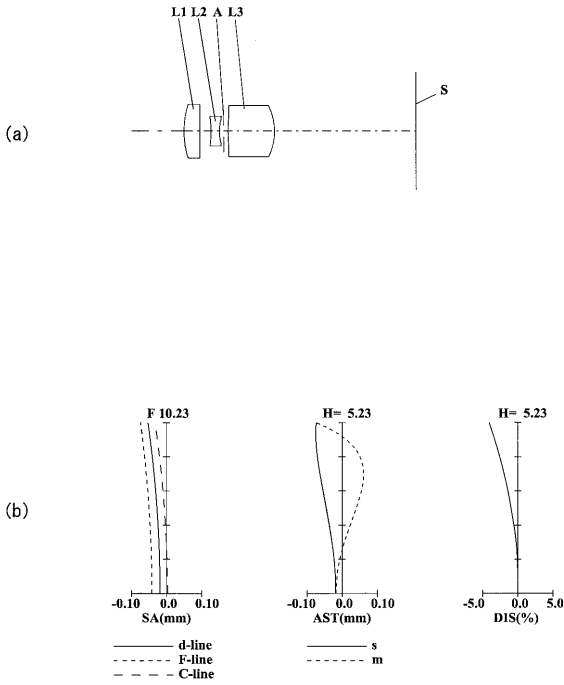 L1 L2 A L3
S
(a)
F 10.23
H= 5.23
H= 5.23
(b)
-0.10 0.0 0.10
SA(mm)
-0.10 0.0 0.10
AST(mm)
-5.0 0.0 5.0
DIS(%)
d-line
F-line
C-line
s
m